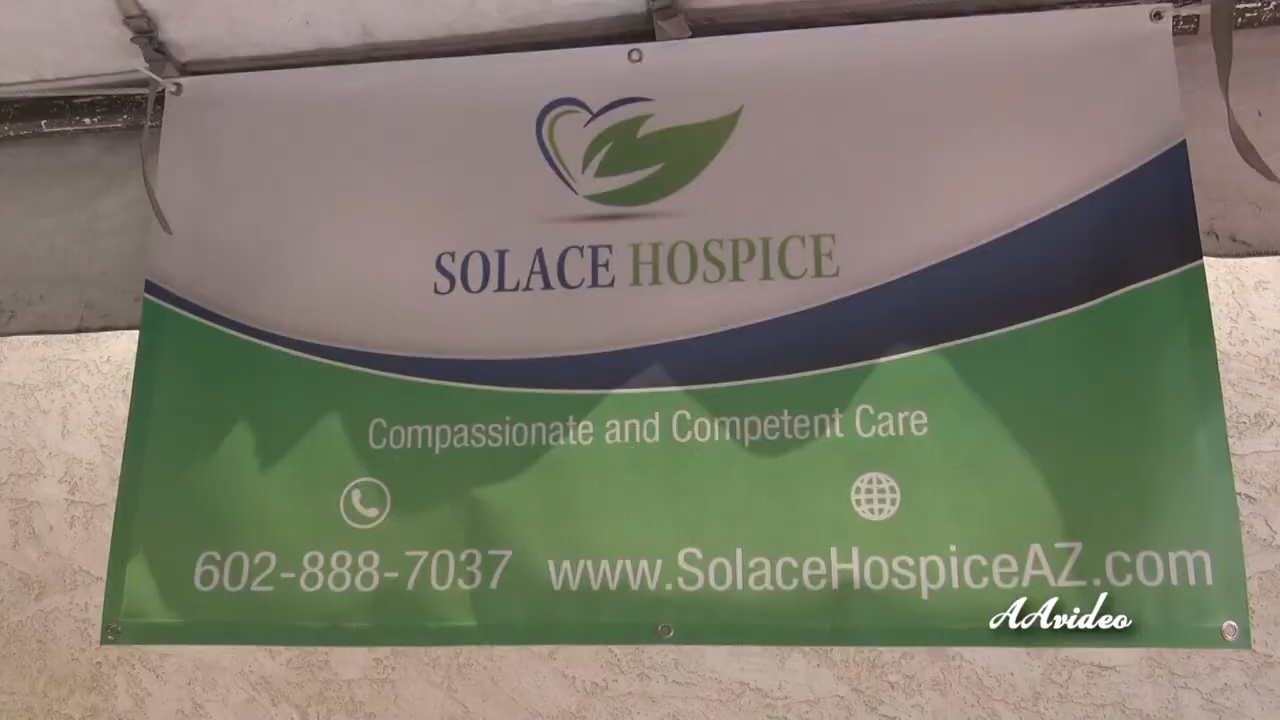 SOLACE HOSPICE
Compassionate and Competent Care
602-888-7037 www.SolaceHospiceAZ.com
AAvideo